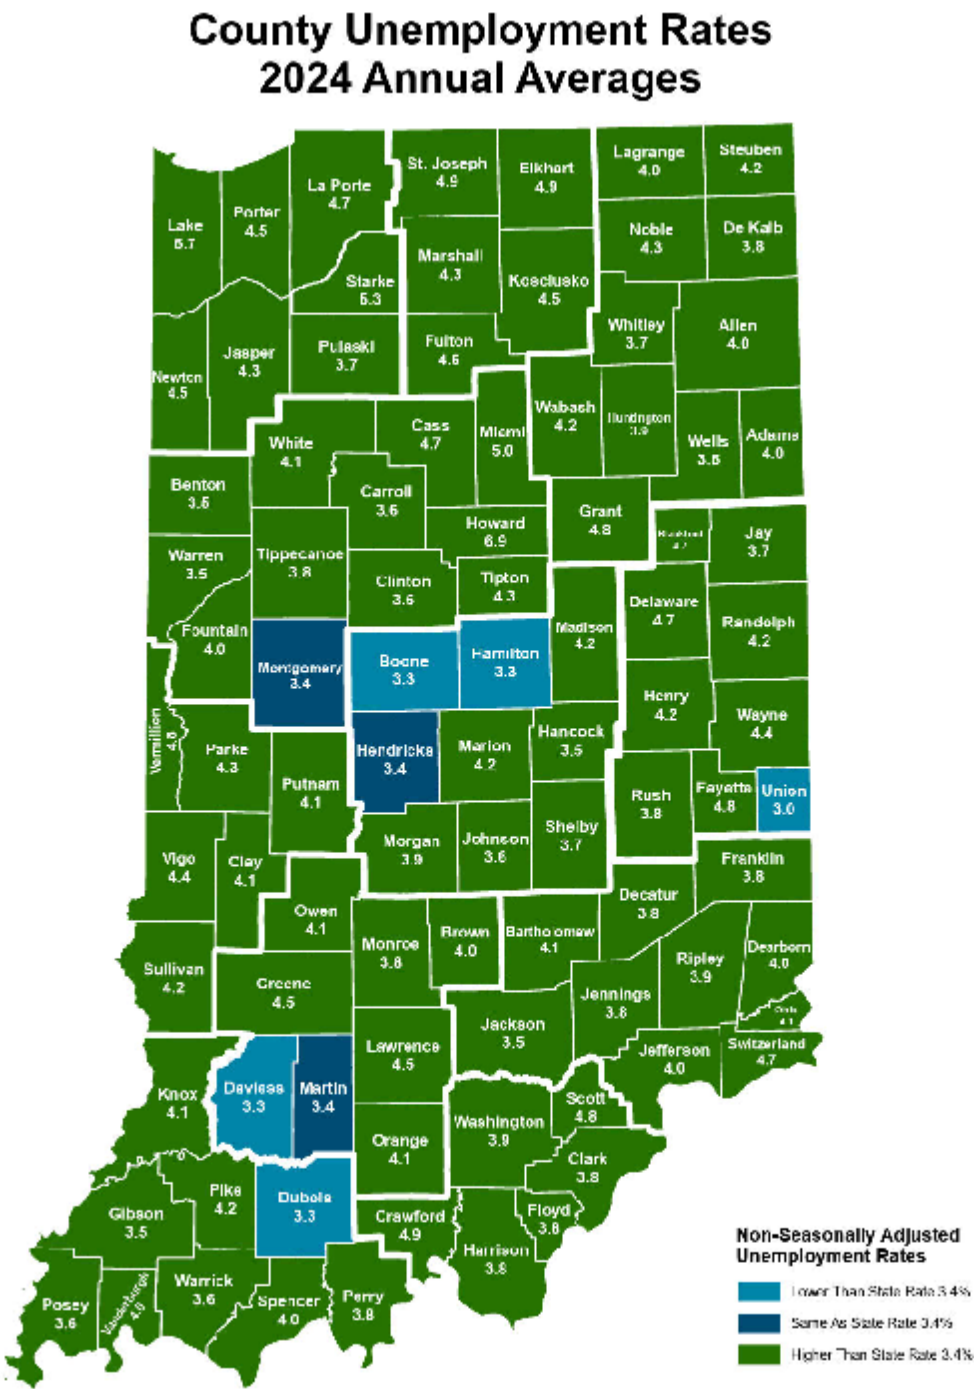 County Unemployment Rates
2024 Annual Averages
Lagrange
4.0
Steuben
4.2
St. Joseph
4.9
Elkhart
4.9
La Porte
4.7
Porter
4.5
Lake
Noble
4.3
De Kalb
3.8
Marshall
4.3
Kosciusko
4.5
Starke
Whitley
3.7
Allen
4.0
Fulton
Pulaski
3.7
Jasper
4.3
Newton
4.5
Wabash
4.2
Huntington
Cass
4.7
Miami
5.0
White
4.1
Wells
Adams
4.0
Benton
Carroll
3.6
Grant
4.8
Howard
6.9
Jay
3.7
Warren
3.5
Tippecanoe
3.8
Clinton
3.6
Tipton
4.3
Delaware
4.7
Randolph
4.2
Fountain
4.0
Madison
4.2
Montgomery
3.4
Boone
3.3
Hamilton
3.3
Henry
4.2
Wayne
4.4
Vermillion
Parke
4.3
Hendricks
3.4
Marion
4.2
Hancock
3.5
Putnam
4.1
Rush
3.8
Fayette
4.8
Union
3.0
Morgan
3.9
Johnson
3.6
Shelby
3.7
Vigo
4.4
Clay
4.1
Franklin
3.8
Decatur
3.8
Owen
4.1
Monroe
3.8
Brown
4.0
Bartholomew
4.1
Ripley
3.9
Dearborn
4.0
Sullivan
4.2
Greene
4.5
Jennings
3.8
Jackson
3.5
Lawrence
4.5
Jefferson
4.0
Switzerland
4.7
Knox
4.1
Daviess
3.3
Martin
3.4
Scott
4.8
Washington
3.9
Orange
4.1
Clark
3.8
Pike
4.2
Dubois
3.3
Gibson
3.5
Crawford
4.9
Floyd
3.8
Harrison
3.8
Posey
3.6
Vanderburgh
Warrick
3.6
Spencer
4.0
Perry
3.8
Non-Seasonally Adjusted
Unemployment Rates
Lower Than State Rate 3.4%
Same As State Rate 3.4%
Higher Than State Rate 3.4%